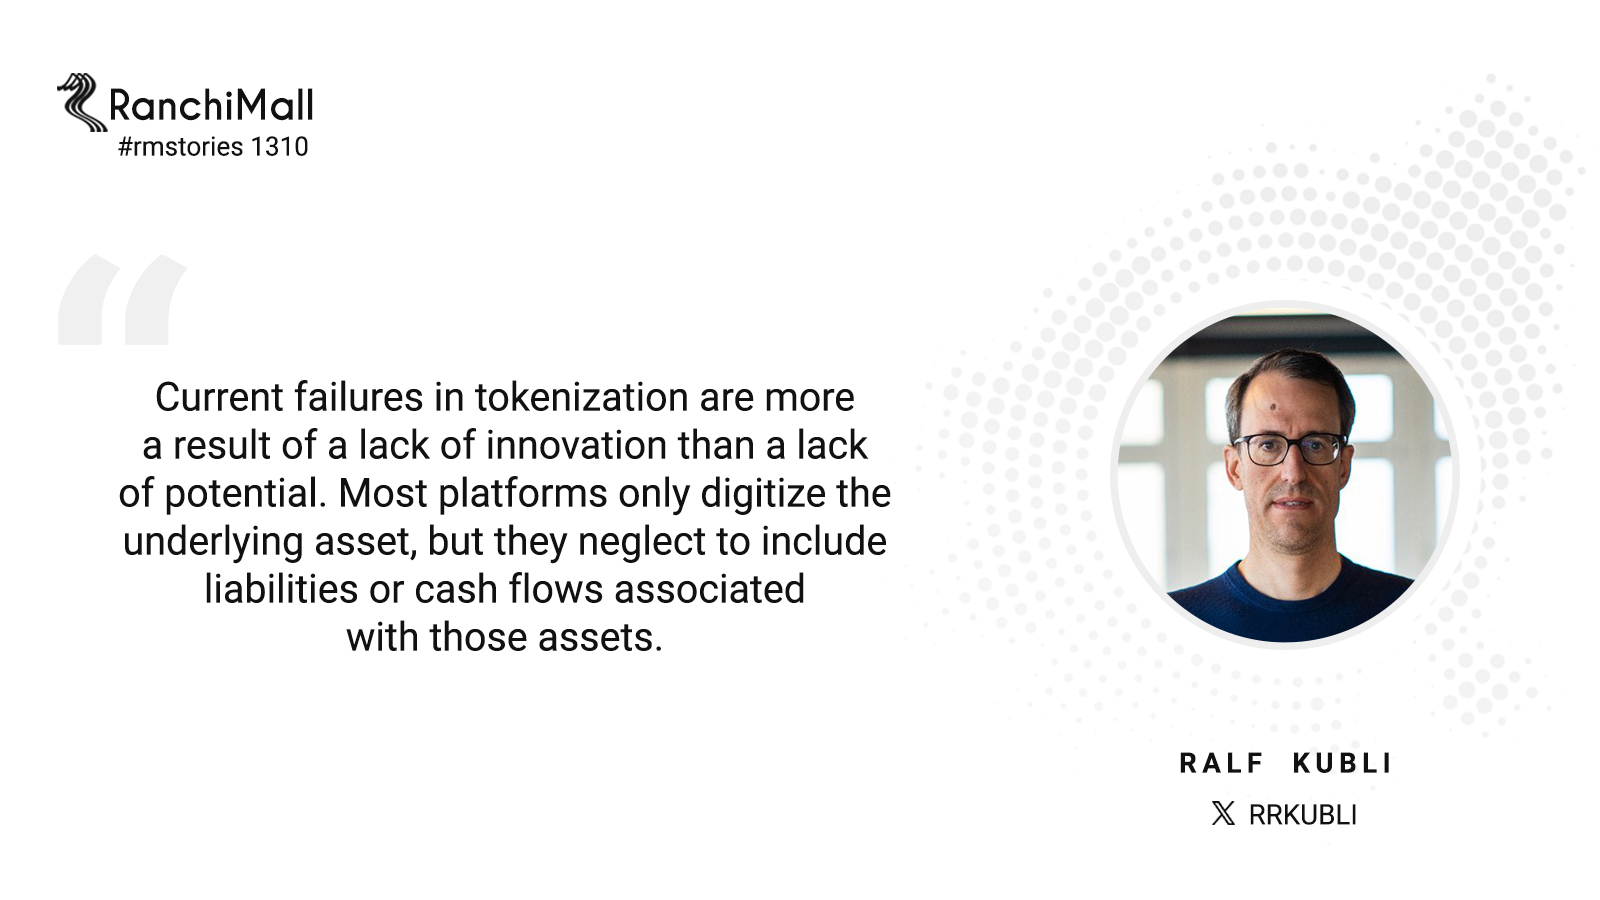 RanchiMall
#rmstories 1310
“
Current failures in tokenization are more
a result of a lack of innovation than a lack
of potential. Most platforms only digitize the
underlying asset, but they neglect to include
liabilities or cash flows associated
with those assets.
RALF KUBLI
𝕏 RRKUBLI